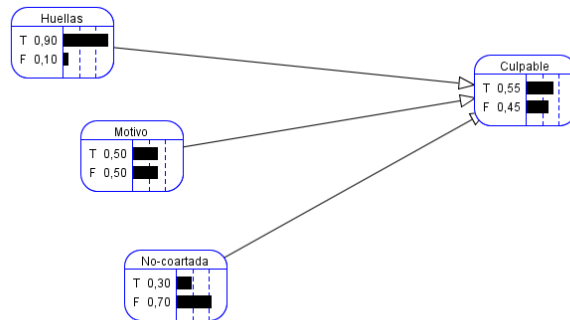 Huellas
T 0,90
F 0,10
Culpable
T 0,55
F 0,45
Motivo
T 0,50
F 0,50
No-coartada
T 0,30
F 0,70